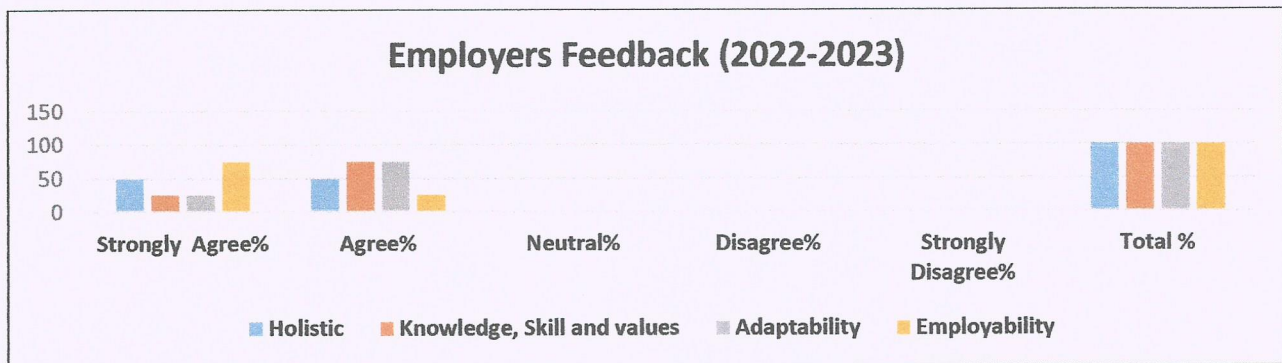 Employers Feedback (2022-2023)
150
100
50
0
Strongly Agree%
Agree%
Neutral%
Disagree%
Strongly
Disagree%
Total %
Holistic
Knowledge, Skill and values
Adaptability
Employability